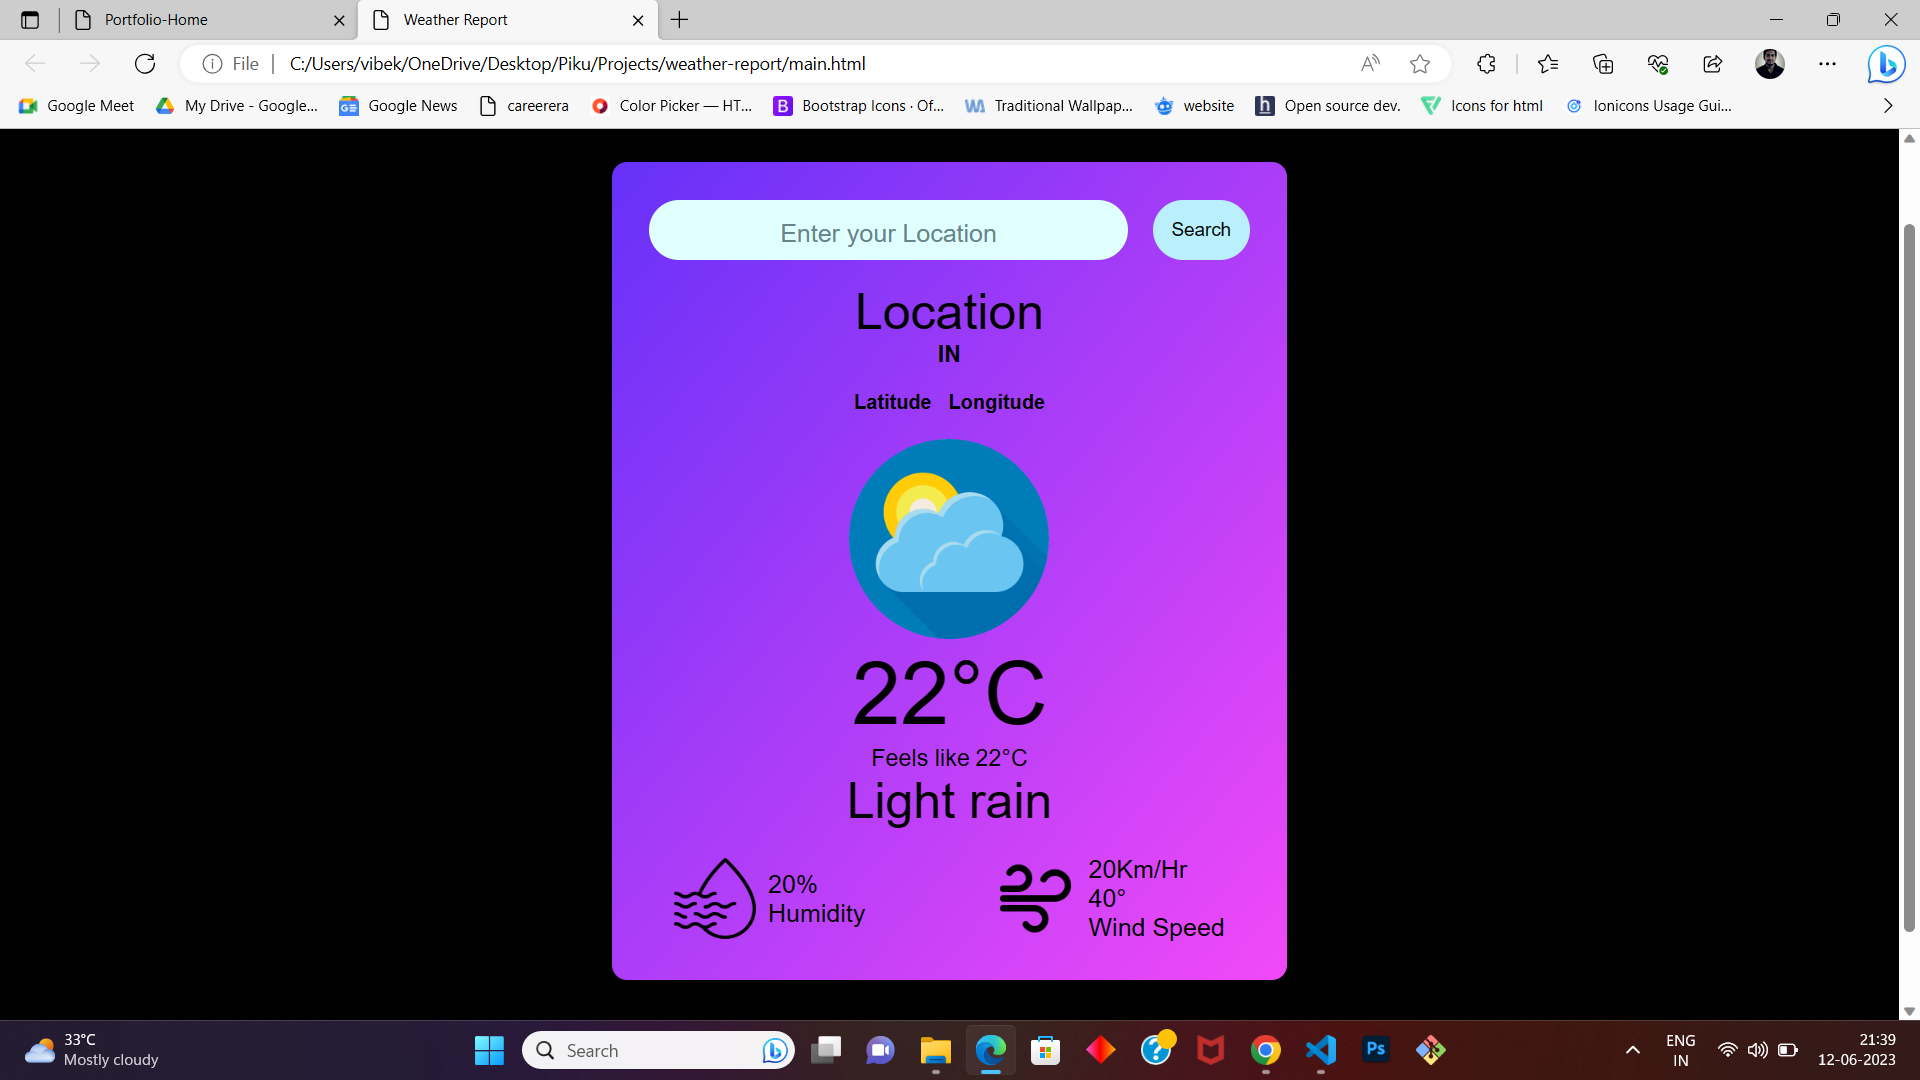 Portfolio-Home
Weather Report
File
C:/Users/vibek/OneDrive/Desktop/Piku/Projects/weather-report/main.html
Google Meet
My Drive - Google...
Google News
careerera
Color Picker — HT...
Bootstrap Icons · Of...
Traditional Wallpap...
website
Open source dev.
Icons for html
Ionicons Usage Gui...
Enter your Location
Search
Location
IN
Latitude Longitude
22°C
Feels like 22°C
Light rain
20%
Humidity
20Km/Hr
40°
Wind Speed
33°C
Mostly cloudy
Search
Ps
ENG
IN
21:39
12-06-2023